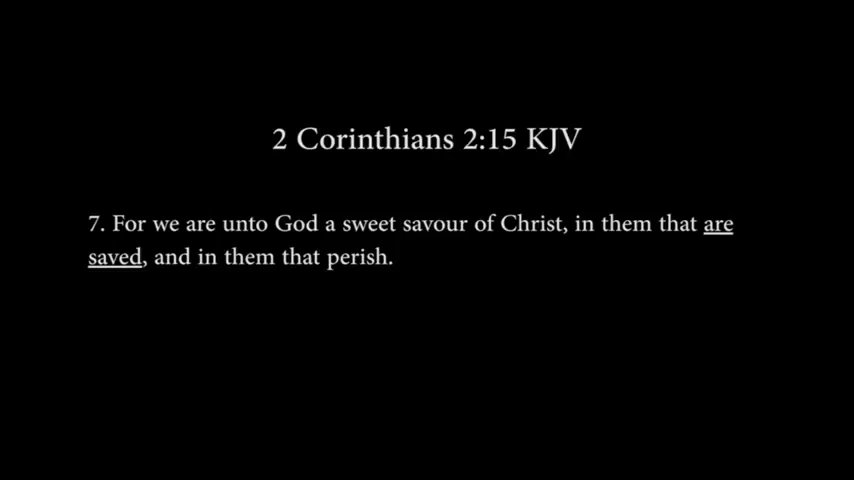 2 Corinthians 2:15 KJV
7. For we are unto God a sweet savour of Christ, in them that are
saved, and in them that perish.